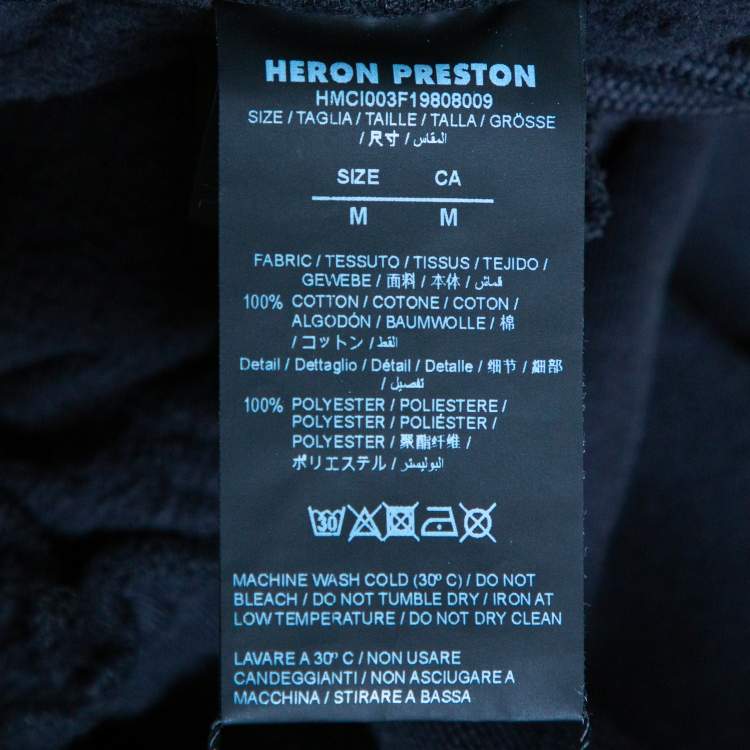 HERON PRESTON
HMCI003F19808009
SIZE / TAGLIA / TAILLE / TALLA / GRÖSSE
/ 尺寸 / المقاس
SIZE CA
M M
FABRIC / TESSUTO / TISSUS / TEJIDO /
GEWEBE / 面料 / 本体 / قماش
100% COTTON / COTONE / COTON /
ALGODÓN / BAUMWOLLE / 棉
/ コットン / القط
Detail / Dettaglio / Détail / Detalle / 细节 / 細部
/ تفصيل
100% POLYESTER / POLIESTERE /
POLYESTER / POLIÉSTER /
POLYESTER / 聚酯纤维 /
ポリエステル / البوليستر
30
MACHINE WASH COLD (30º C) / DO NOT
BLEACH / DO NOT TUMBLE DRY / IRON AT
LOW TEMPERATURE / DO NOT DRY CLEAN
LAVARE A 30º C / NON USARE
CANDEGGIANTI / NON ASCIUGARE A
MACCHINA / STIRARE A BASSA